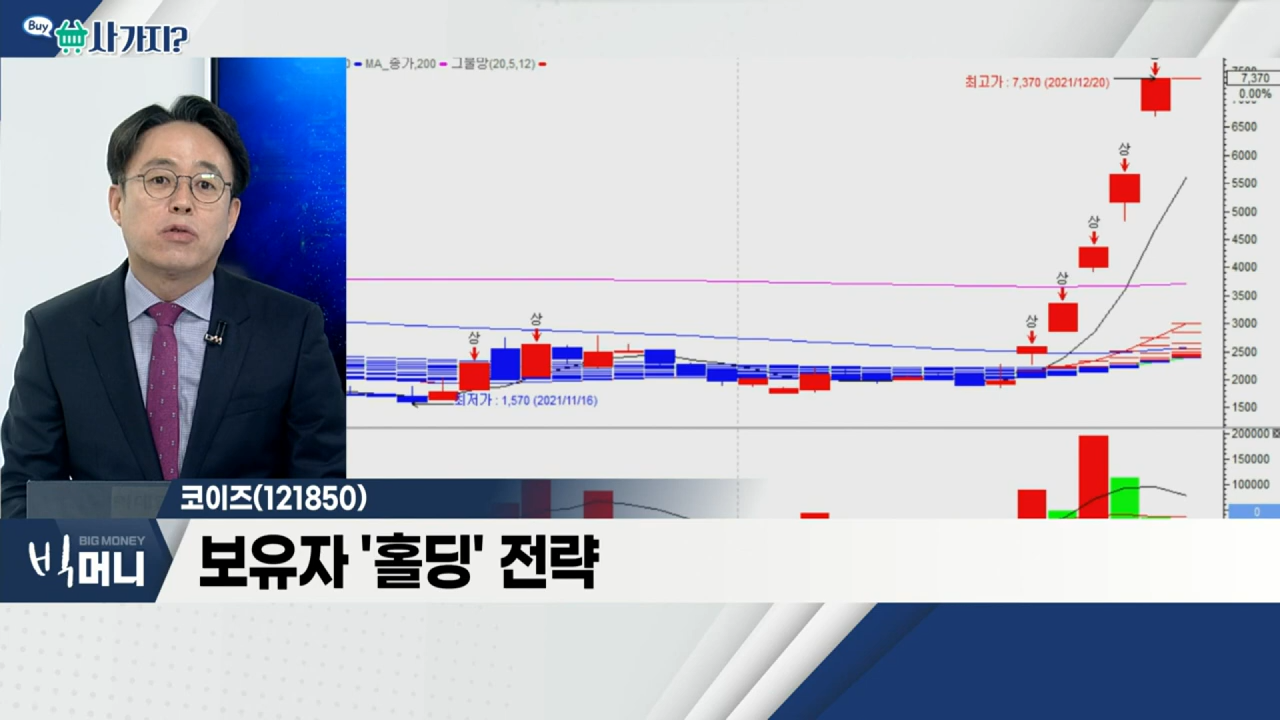 Buy
사가지?
MA_종가,200
그물망(20,5,12)
최고가 : 7,370 (2021/12/20)
상
상
상
상
상
상
최저가 : 1,570 (2021/11/16)
7,370
0.00%
6500
6000
5500
5000
4500
4000
3500
3000
2500
2000
1500
200000
150000
100000
0
코이즈(121850)
BIG MONEY
빅머니
보유자 '홀딩' 전략